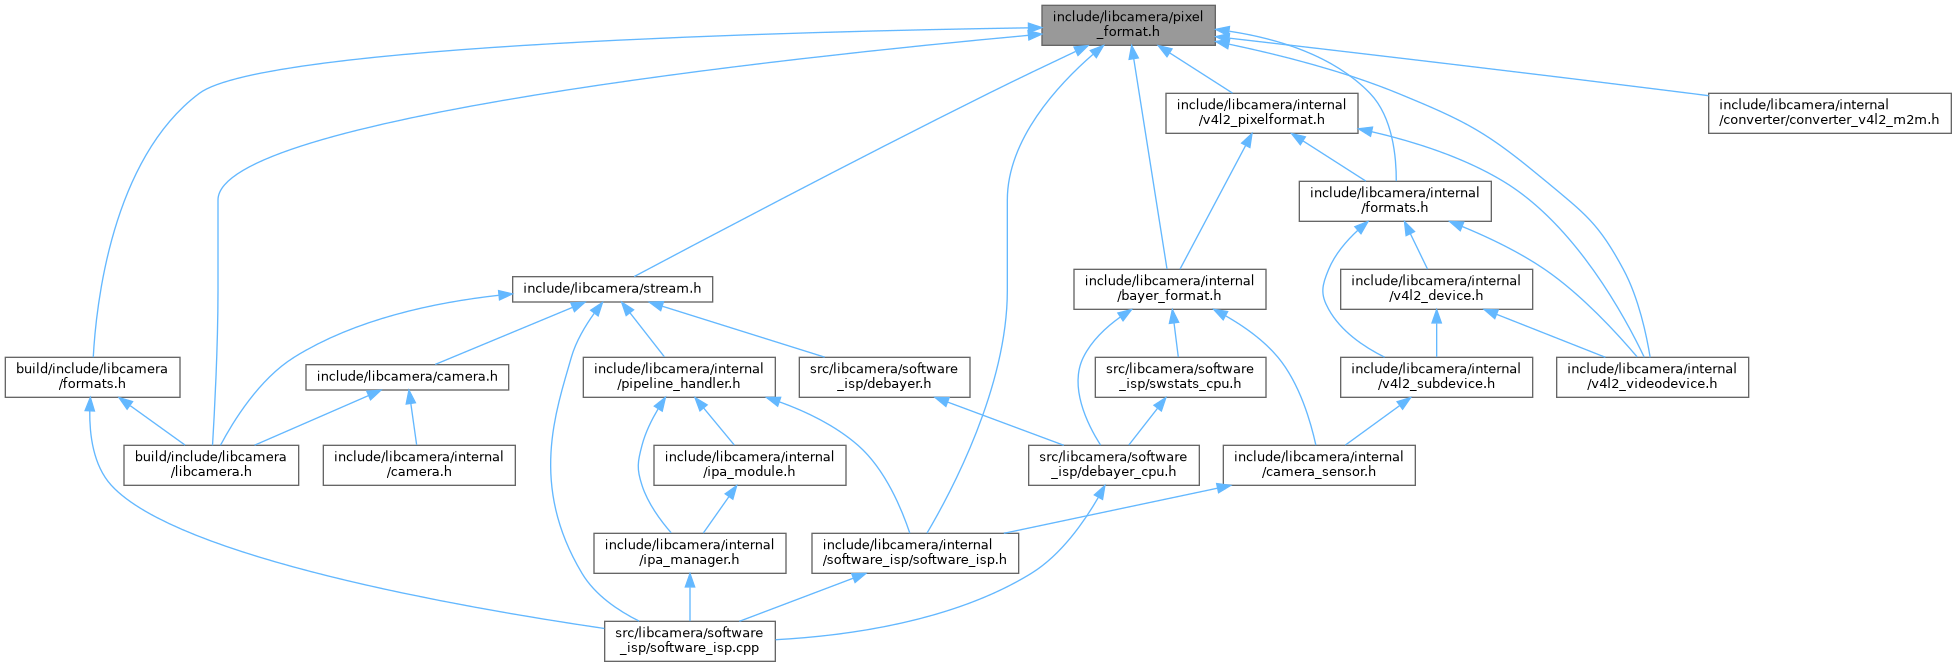 include/libcamera/pixel
_format.h
include/libcamera/internal
/v4l2_pixelformat.h
include/libcamera/internal
/converter/converter_v4l2_m2m.h
include/libcamera/internal
/formats.h
include/libcamera/stream.h
include/libcamera/internal
/bayer_format.h
include/libcamera/internal
/v4l2_device.h
build/include/libcamera
/formats.h
include/libcamera/camera.h
include/libcamera/internal
/pipeline_handler.h
src/libcamera/software
_isp/debayer.h
src/libcamera/software
_isp/swstats_cpu.h
include/libcamera/internal
/v4l2_subdevice.h
include/libcamera/internal
/v4l2_videodevice.h
build/include/libcamera
/libcamera.h
include/libcamera/internal
/camera.h
include/libcamera/internal
/ipa_module.h
src/libcamera/software
_isp/debayer_cpu.h
include/libcamera/internal
/camera_sensor.h
include/libcamera/internal
/ipa_manager.h
include/libcamera/internal
/software_isp/software_isp.h
src/libcamera/software
_isp/software_isp.cpp